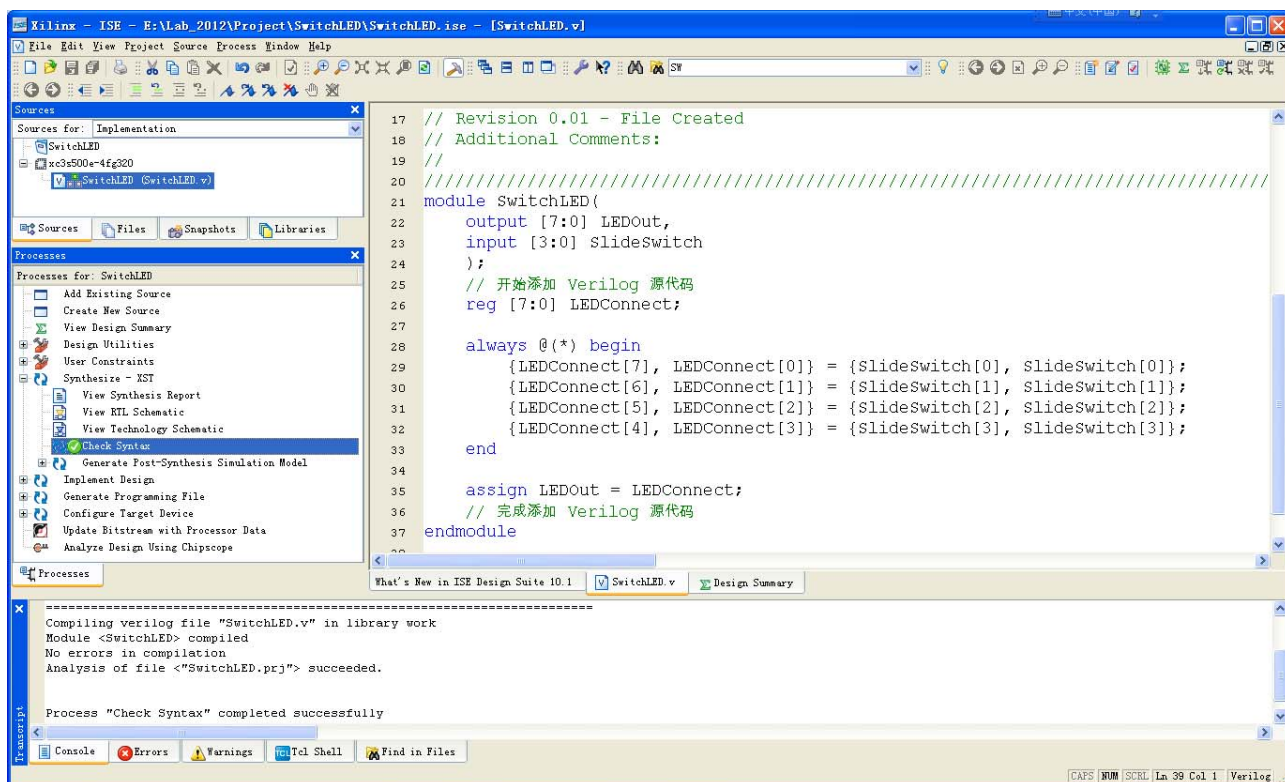 Xilinx - ISE - E:\Lab_2012\Project\SwitchLED\SwitchLED.ise - [SwitchLED.v]
File Edit View Project Source Process Window Help
SW
Sources
Sources for: Implementation
SwitchLED
xc3s500e-4fg320
SwitchLED (SwitchLED.v)
Sources Files Snapshots Libraries
Processes
Processes for: SwitchLED
Add Existing Source
Create New Source
View Design Summary
Design Utilities
User Constraints
Synthesize - XST
View Synthesis Report
View RTL Schematic
View Technology Schematic
Check Syntax
Generate Post-Synthesis Simulation Model
Implement Design
Generate Programming File
Configure Target Device
Update Bitstream with Processor Data
Analyze Design Using Chipscope
Processes
17 // Revision 0.01 - File Created
18 // Additional Comments:
19 //
20 //////////////////////////////////////////////////////////////////////////////////
21 module SwitchLED(
22 output [7:0] LEDOut,
23 input [3:0] SlideSwitch
24 );
25 // 开始添加 Verilog 源代码
26 reg [7:0] LEDConnect;
27
28 always @(*) begin
29 {LEDConnect[7], LEDConnect[0]} = {SlideSwitch[0], SlideSwitch[0]};
30 {LEDConnect[6], LEDConnect[1]} = {SlideSwitch[1], SlideSwitch[1]};
31 {LEDConnect[5], LEDConnect[2]} = {SlideSwitch[2], SlideSwitch[2]};
32 {LEDConnect[4], LEDConnect[3]} = {SlideSwitch[3], SlideSwitch[3]};
33 end
34
35 assign LEDOut = LEDConnect;
36 // 完成添加 Verilog 源代码
37 endmodule
What's New in ISE Design Suite 10.1 SwitchLED.v Design Summary
=========================================================================
Compiling verilog file "SwitchLED.v" in library work
Module <SwitchLED> compiled
No errors in compilation
Analysis of file <"SwitchLED.prj"> succeeded.
Process "Check Syntax" completed successfully
Transcript
Console Errors Warnings Tcl Shell Find in Files
CAPS NUM SCRL Ln 39 Col 1 Verilog